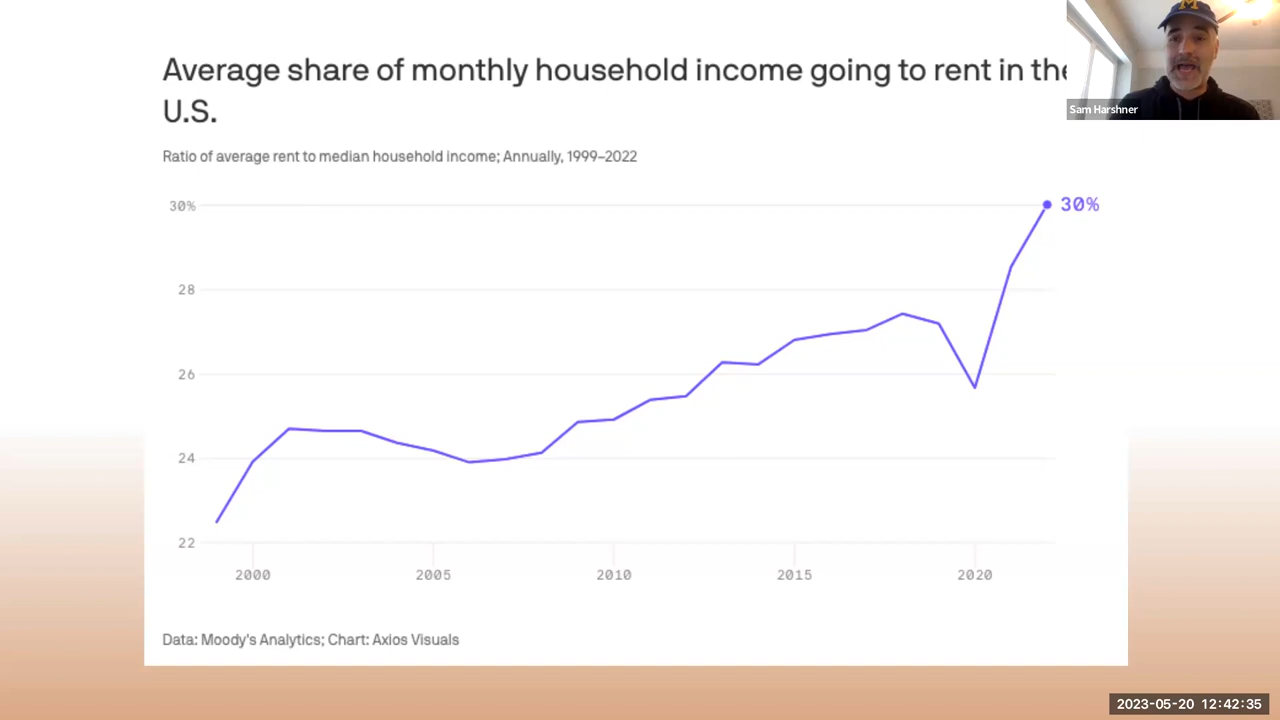 Average share of monthly household income going to rent in the
U.S.
Ratio of average rent to median household income; Annually, 1999–2022
30%
30%
28
26
24
22
2000 2005 2010 2015 2020
Data: Moody's Analytics; Chart: Axios Visuals
M
Sam Harshner
2023-05-20 12:42:35